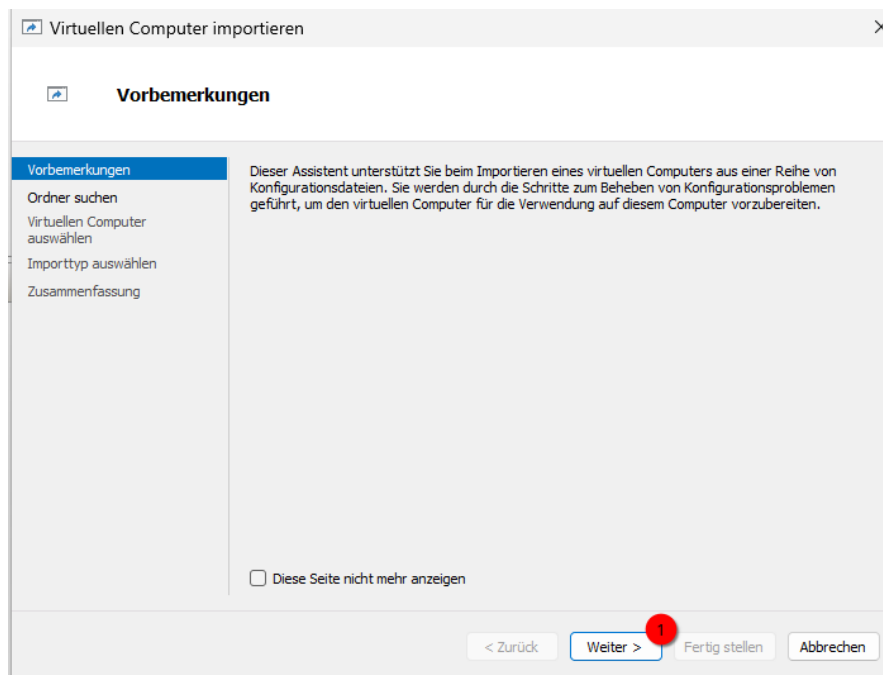 Virtuellen Computer importieren
Vorbemerkungen
Vorbemerkungen
Ordner suchen
Virtuellen Computer
auswählen
Importtyp auswählen
Zusammenfassung
Dieser Assistent unterstützt Sie beim Importieren eines virtuellen Computers aus einer Reihe von
Konfigurationsdateien. Sie werden durch die Schritte zum Beheben von Konfigurationsproblemen
geführt, um den virtuellen Computer für die Verwendung auf diesem Computer vorzubereiten.
Diese Seite nicht mehr anzeigen
< Zurück
Weiter >
1
Fertig stellen
Abbrechen